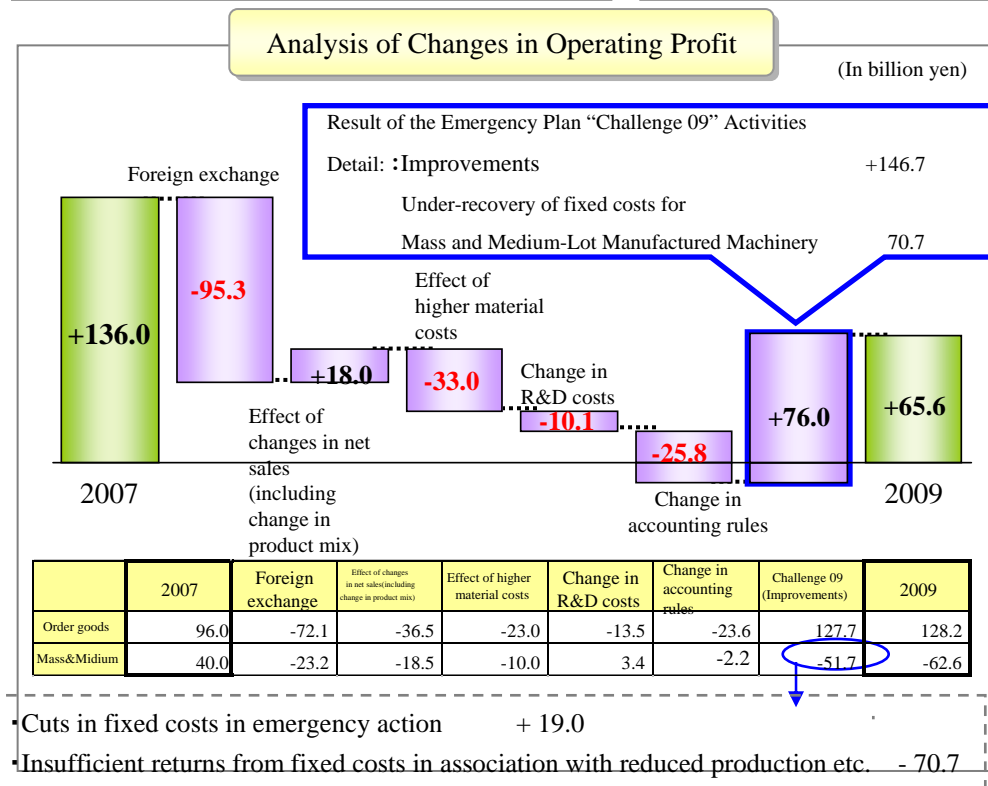 Analysis of Changes in Operating Profit
(In billion yen)
Result of the Emergency Plan “Challenge 09” Activities
Detail: :Improvements +146.7
Under-recovery of fixed costs for
Mass and Medium-Lot Manufactured Machinery 70.7
Foreign exchange
Effect of
higher material
costs
Change in
R&D costs
+136.0
-95.3
+18.0
-33.0
-10.1
-25.8
+76.0
+65.6
2007
Effect of
changes in net
sales
(including
change in
product mix)
Change in
accounting rules
2009
2007 Foreign exchange Effect of changes in net sales(including change in product mix) Effect of higher material costs Change in R&D costs Change in accounting rules Challenge 09 (Improvements) 2009
Order goods 96.0 -72.1 -36.5 -23.0 -13.5 -23.6 127.7 128.2
Mass&Midium 40.0 -23.2 -18.5 -10.0 3.4 -2.2 -51.7 -62.6
·Cuts in fixed costs in emergency action + 19.0
·Insufficient returns from fixed costs in association with reduced production etc. - 70.7